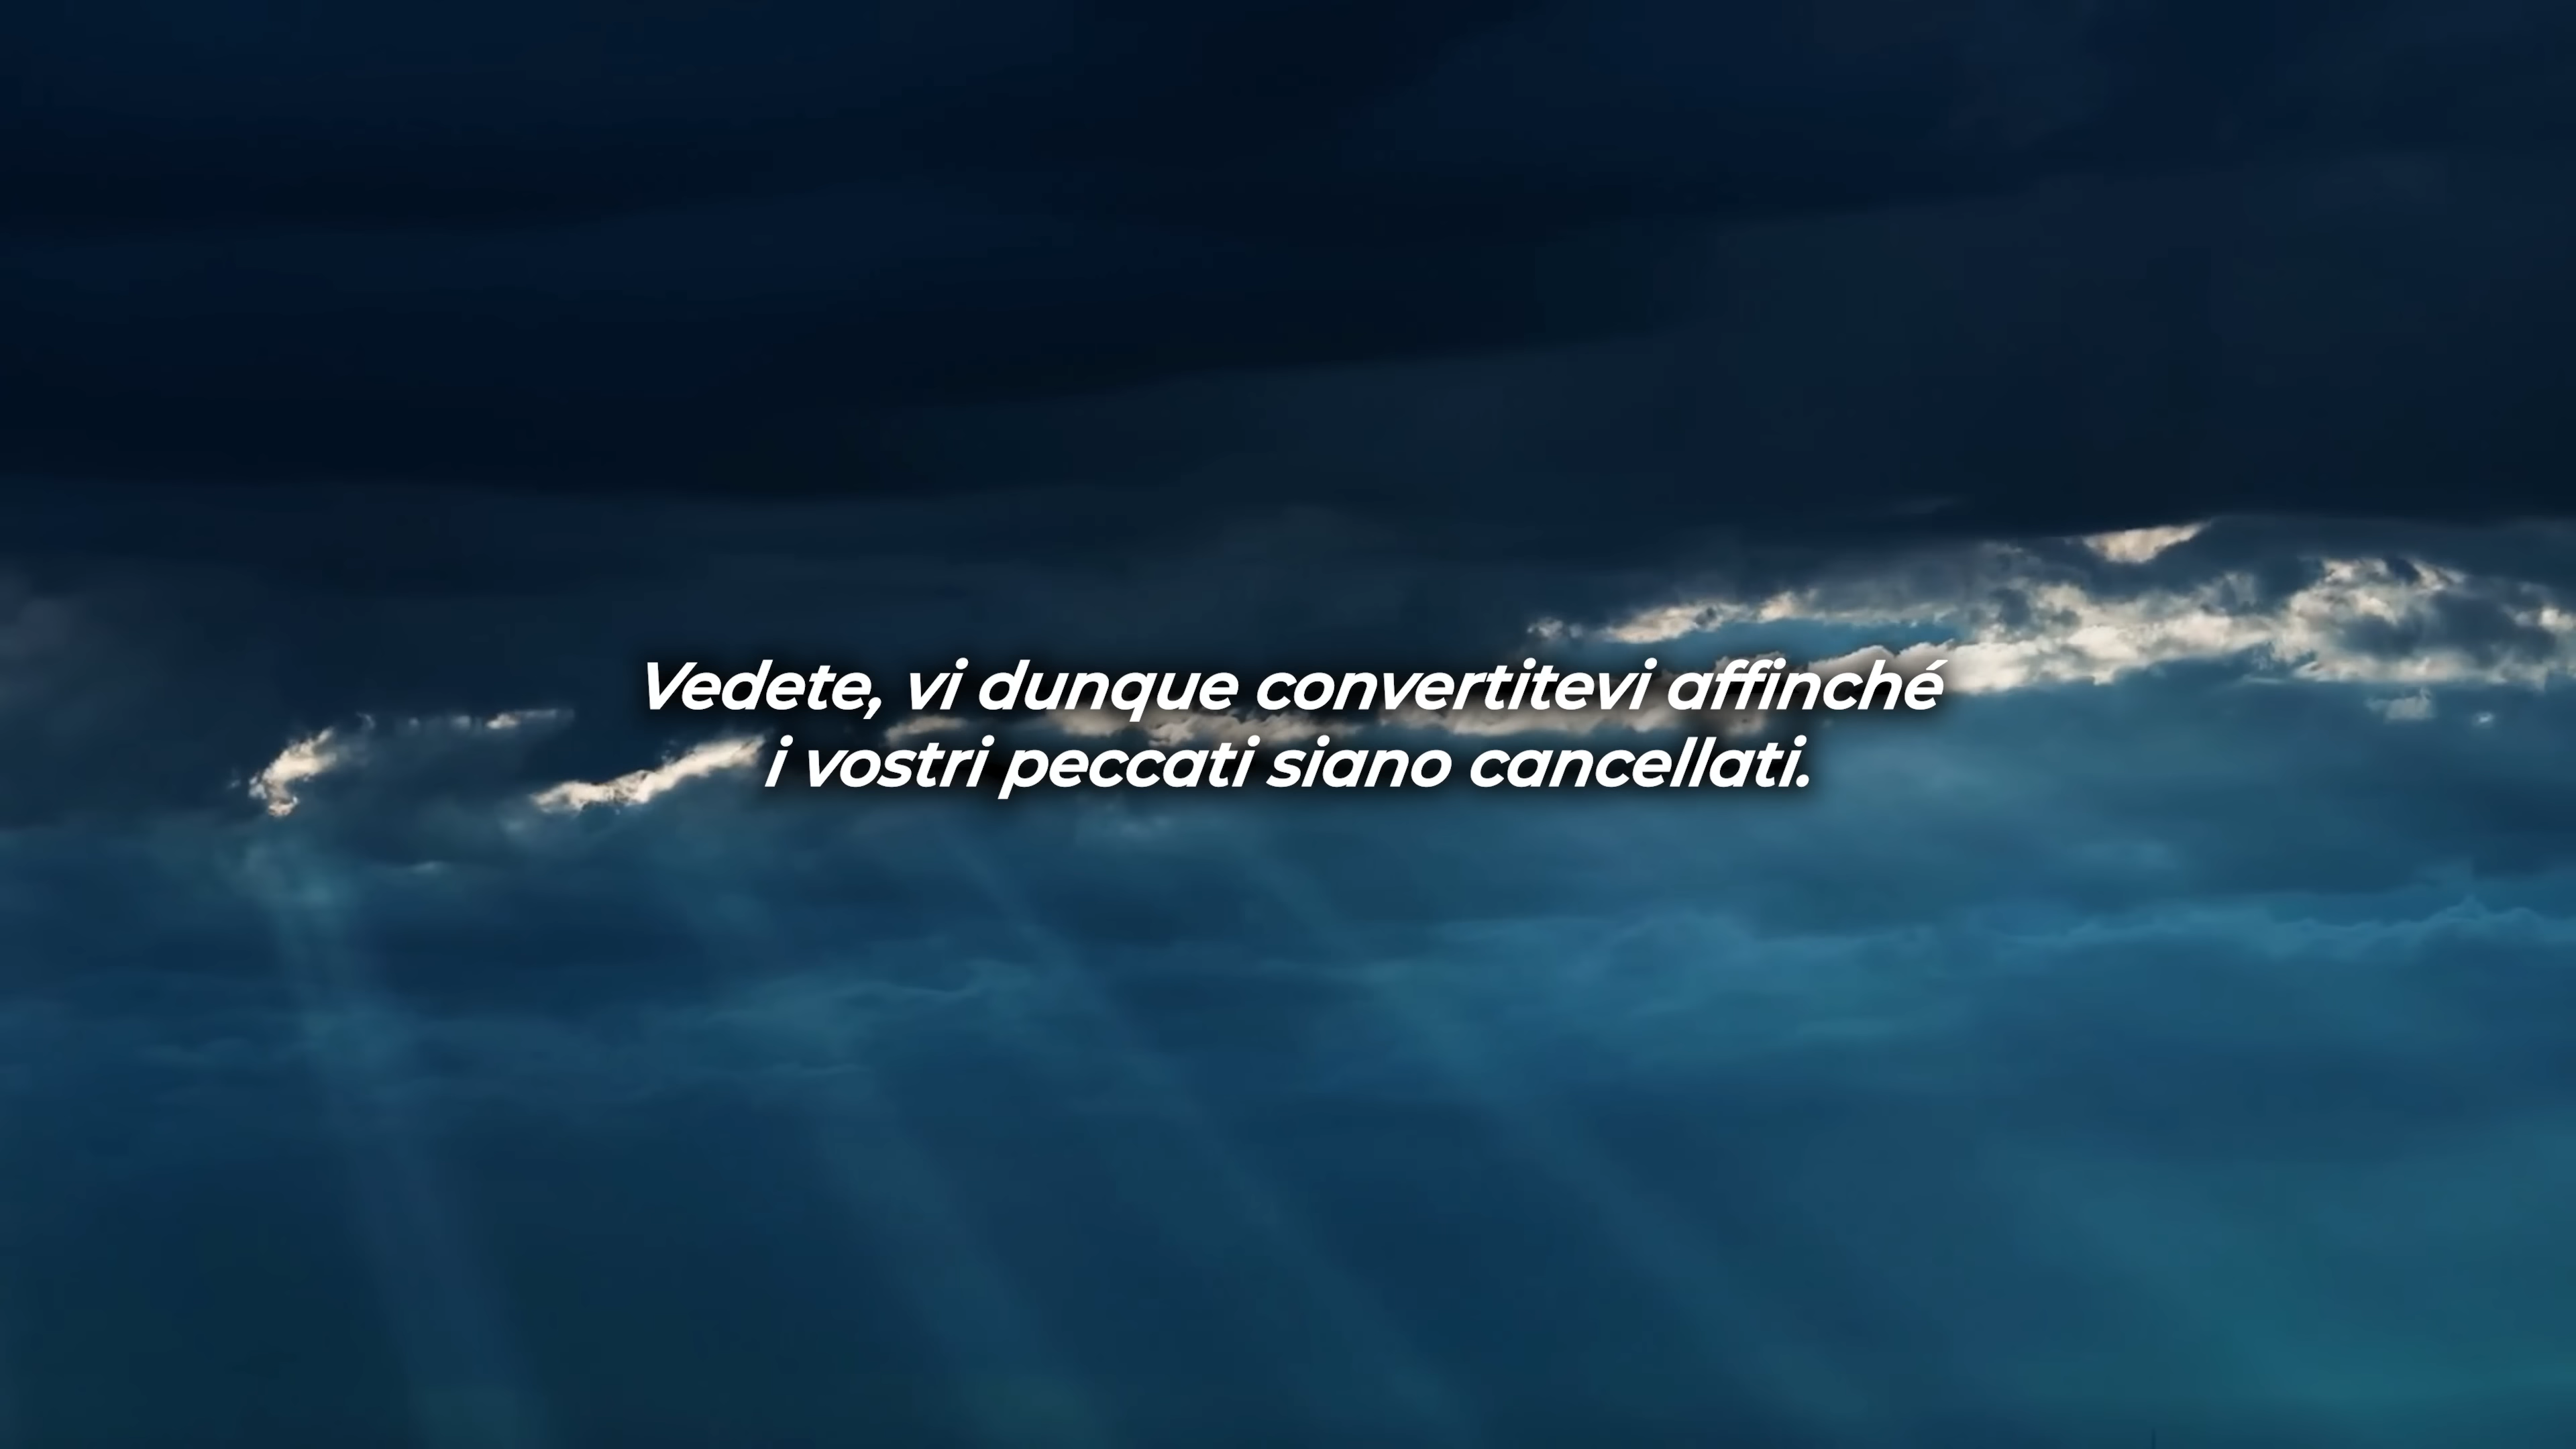 Vedete, vi dunque convertitevi affinché
i vostri peccati siano cancellati.